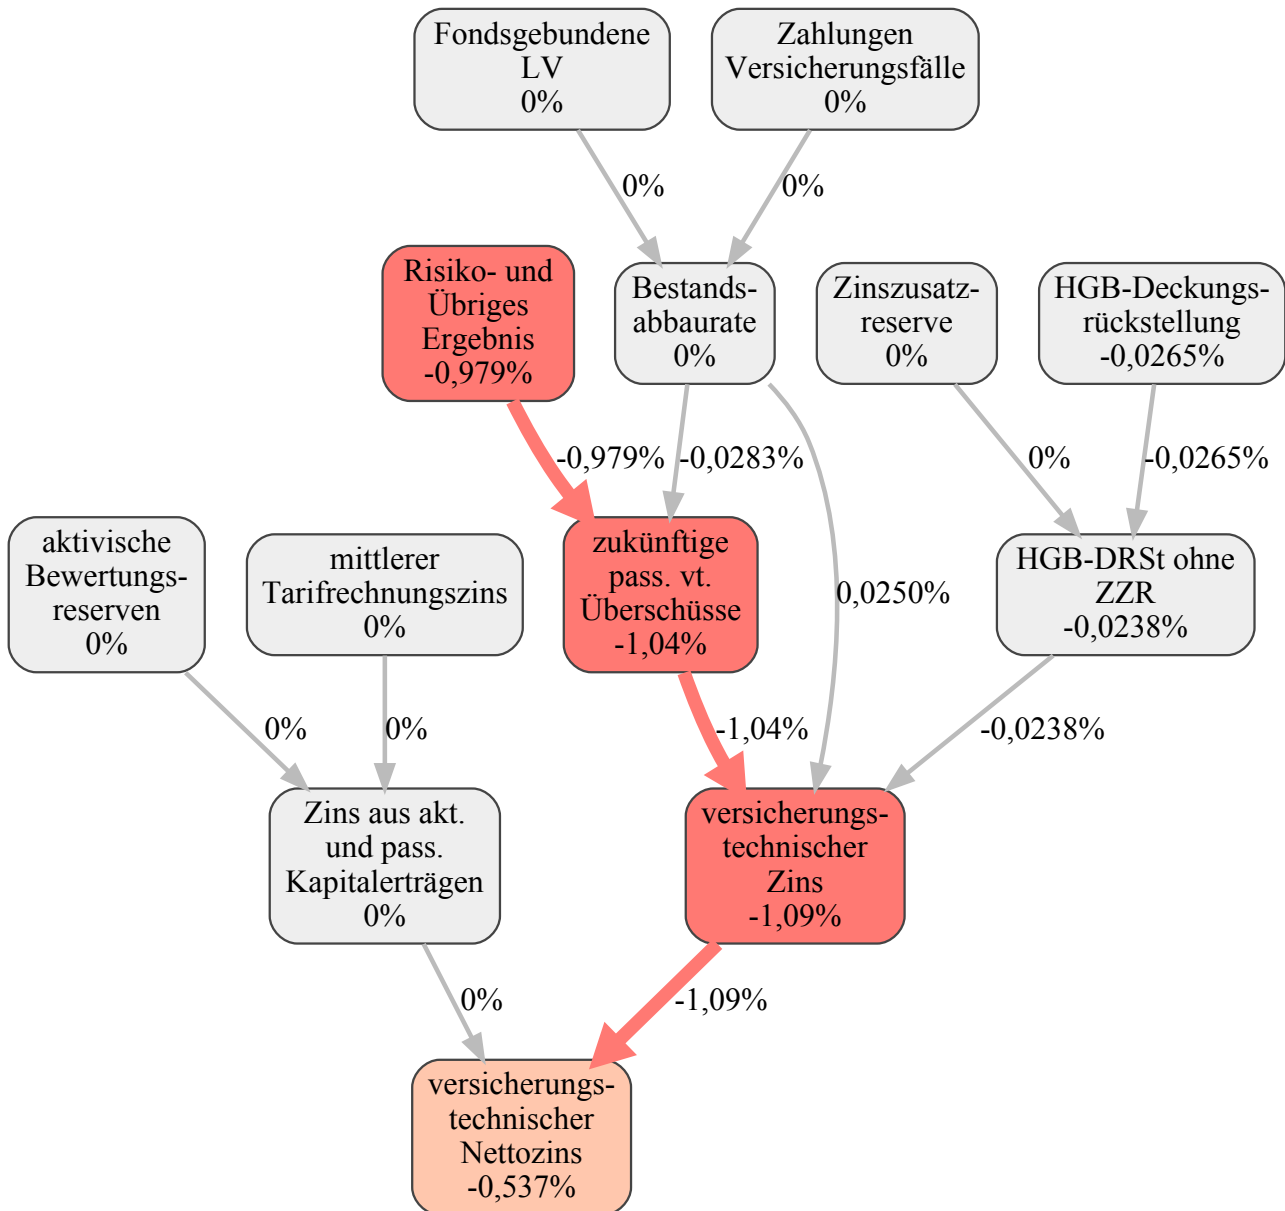 Fondsgebundene
LV
0%
Zahlungen
Versicherungsfälle
0%
0%
0%
Risiko- und
Übriges
Ergebnis
-0,979%
Bestands-
abbaurate
0%
Zinszusatz-
reserve
0%
HGB-Deckungs-
rückstellung
-0,0265%
-0,979%
-0,0283%
0%
-0,0265%
aktivische
Bewertungs-
reserven
0%
mittlerer
Tarifrechnungszins
0%
zukünftige
pass. vt.
Überschüsse
-1,04%
0,0250%
HGB-DRSt ohne
ZZR
-0,0238%
0%
0%
-1,04%
-0,0238%
Zins aus akt.
und pass.
Kapitalerträgen
0%
versicherungs-
technischer
Zins
-1,09%
0%
-1,09%
versicherungs-
technischer
Nettozins
-0,537%